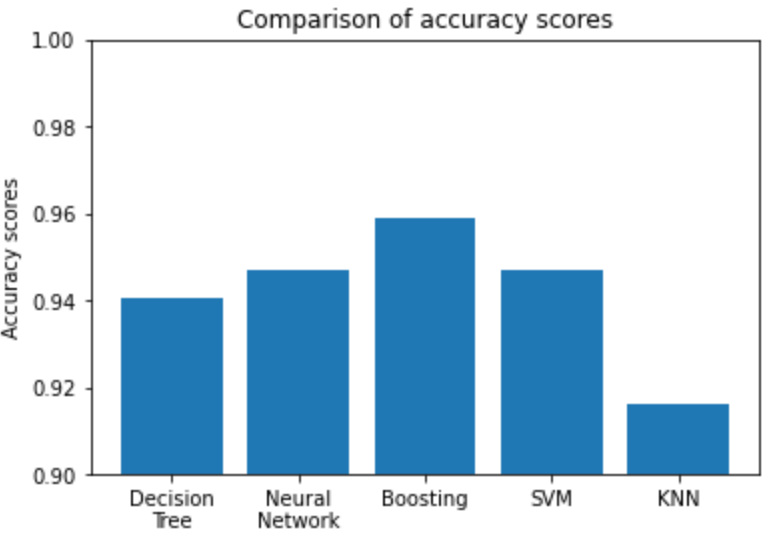 Comparison of accuracy scores
1.00
0.98
0.96
0.94
0.92
0.90
Accuracy scores
Decision
Tree
Neural
Network
Boosting
SVM
KNN